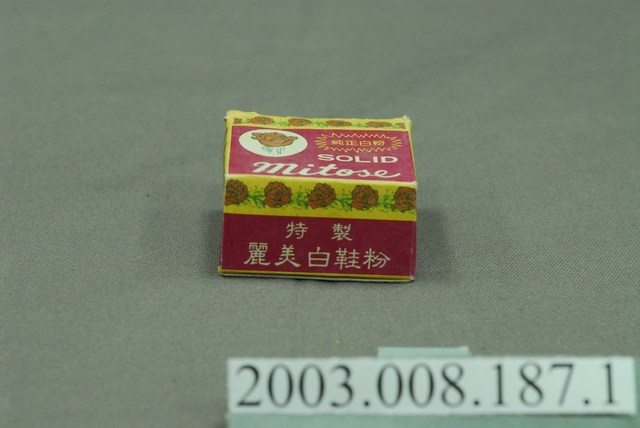 純正白粉
SOLID
Mitose
特製
麗美白鞋粉
2003.008.187.1